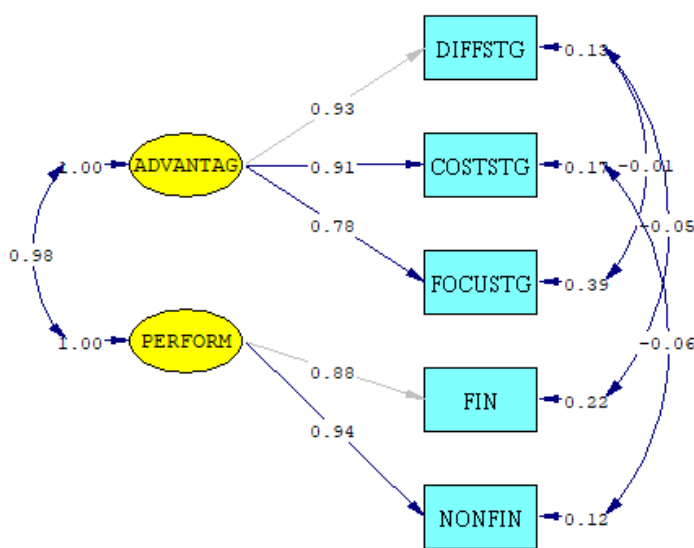 DIFFSTG
0.13
0.93
1.00
ADVANTAG
0.91
COSTSTG
0.17
-0.01
0.78
-0.05
0.98
FOCUSTG
0.39
1.00
PERFORM
-0.06
0.88
FIN
0.22
0.94
NONFIN
0.12